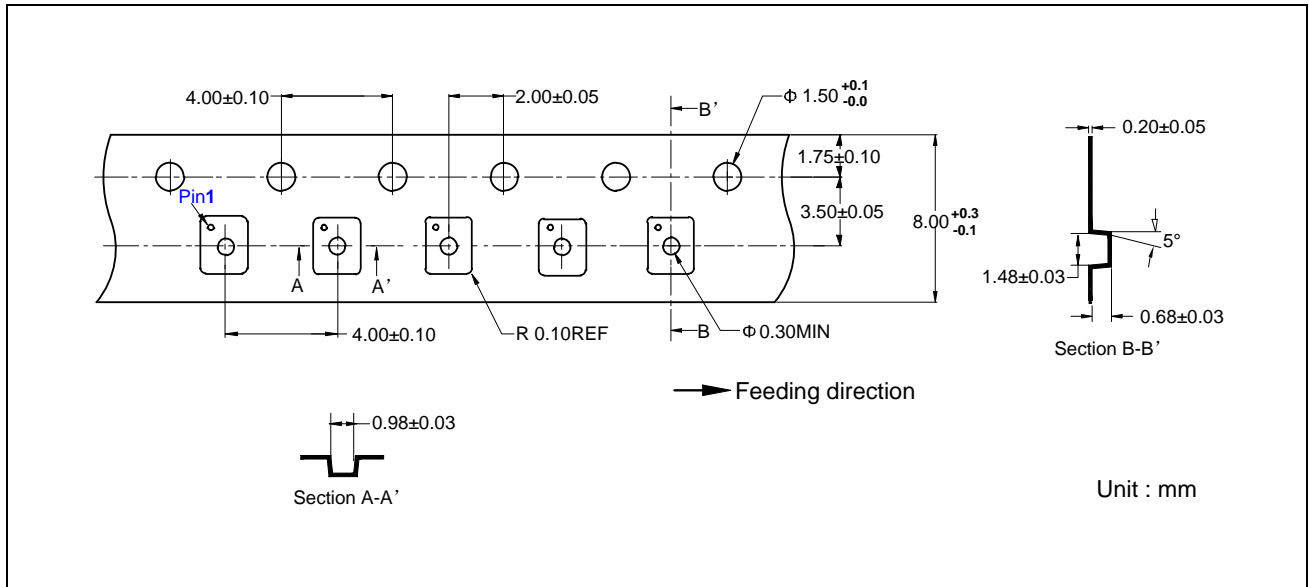 4.00±0.10
2.00±0.05
B’
Φ 1.50 +0.1 -0.0
0.20±0.05
1.75±0.10
Pin1
3.50±0.05
8.00 +0.3 -0.1
5°
A
A’
1.48±0.03
4.00±0.10
R 0.10REF
B
Φ 0.30MIN
0.68±0.03
Section B-B’
Feeding direction
0.98±0.03
Section A-A’
Unit : mm